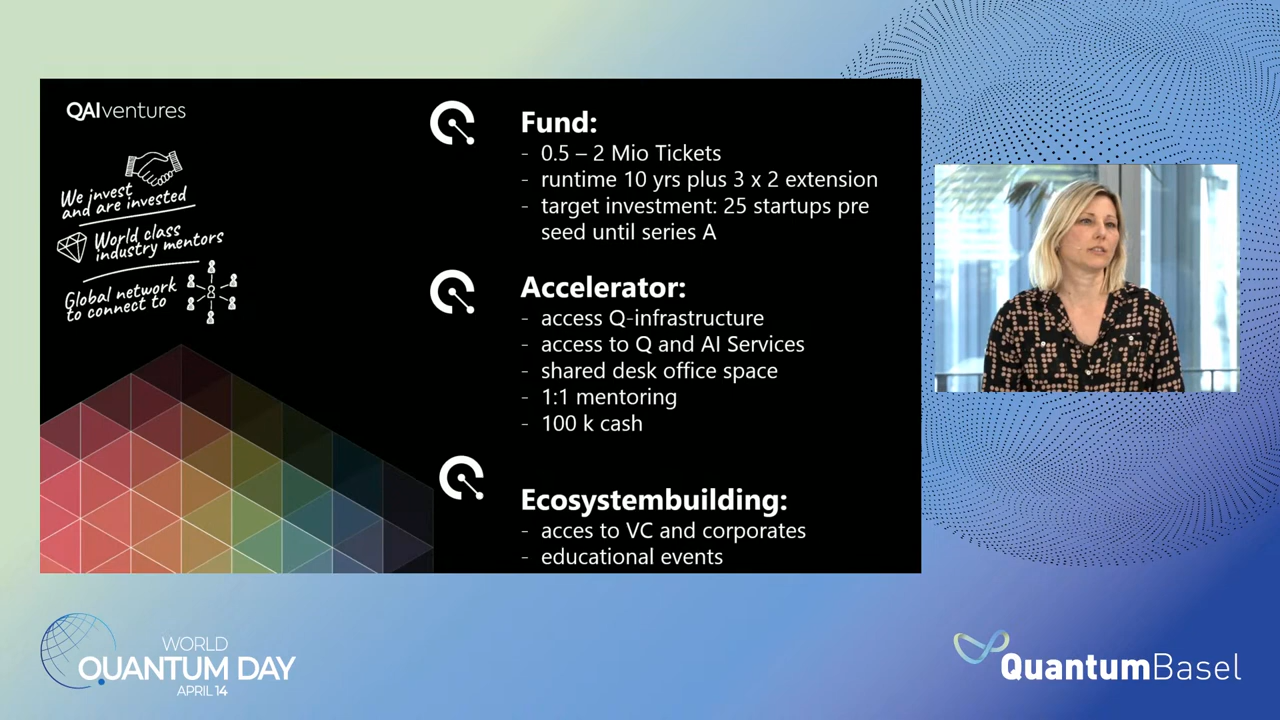 QAIventures
We invest
and are invested
World class
industry mentors
Global network
to connect to
Fund:
- 0.5 – 2 Mio Tickets
- runtime 10 yrs plus 3 x 2 extension
- target investment: 25 startups pre
seed until series A
Accelerator:
- access Q-infrastructure
- access to Q and AI Services
- shared desk office space
- 1:1 mentoring
- 100 k cash
Ecosystembuilding:
- acces to VC and corporates
- educational events
WORLD
QUANTUM DAY
APRIL 14
QuantumBasel